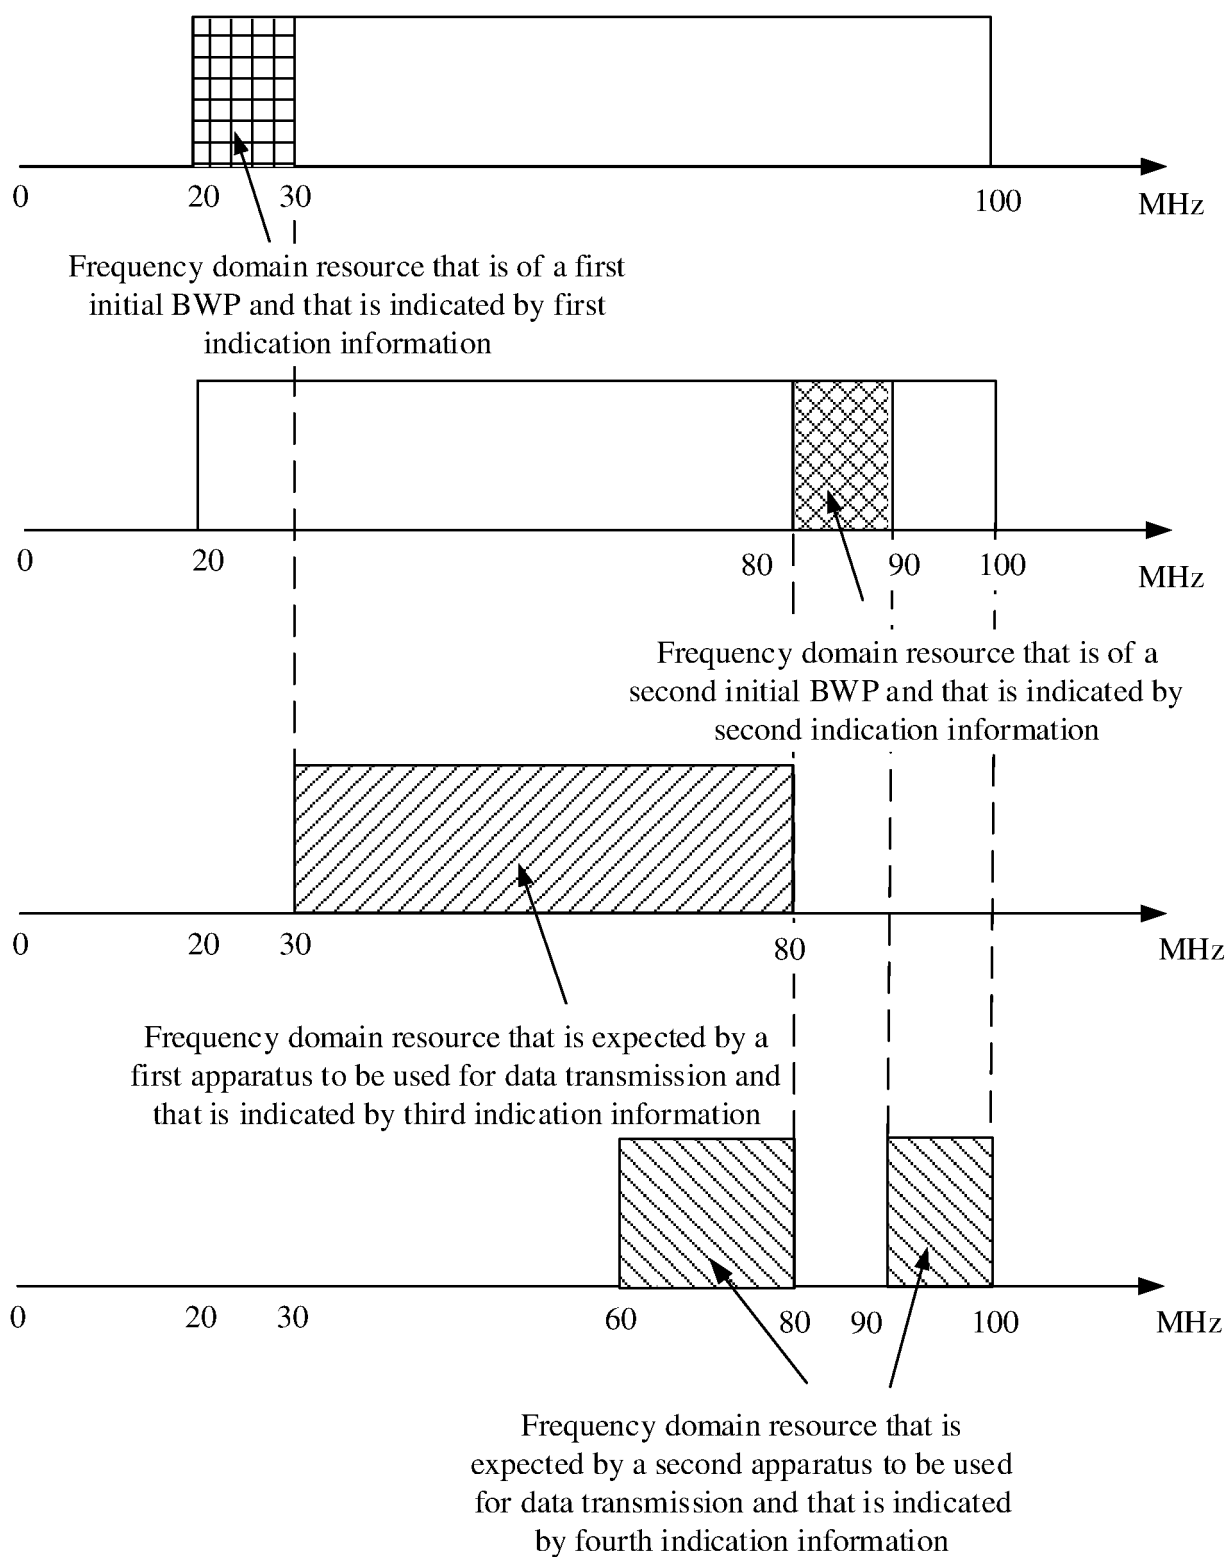 0 20 30 100 MHz
Frequency domain resource that is of a first
initial BWP and that is indicated by first
indication information
0 20 80 90 100 MHz
Frequency domain resource that is of a
second initial BWP and that is indicated by
second indication information
0 20 30 80 MHz
Frequency domain resource that is expected by a
first apparatus to be used for data transmission and
that is indicated by third indication information
0 20 30 60 80 90 100 MHz
Frequency domain resource that is
expected by a second apparatus to be used
for data transmission and that is indicated
by fourth indication information